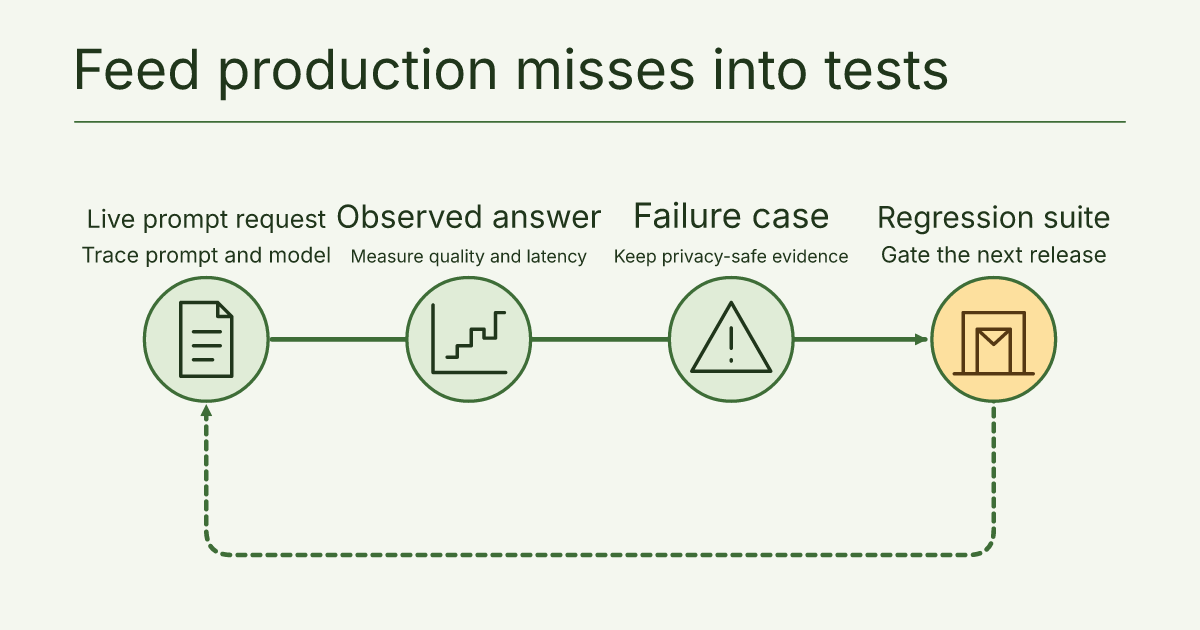 Feed production misses into tests
Live prompt request
Trace prompt and model
Observed answer
Measure quality and latency
Failure case
Keep privacy-safe evidence
Regression suite
Gate the next release